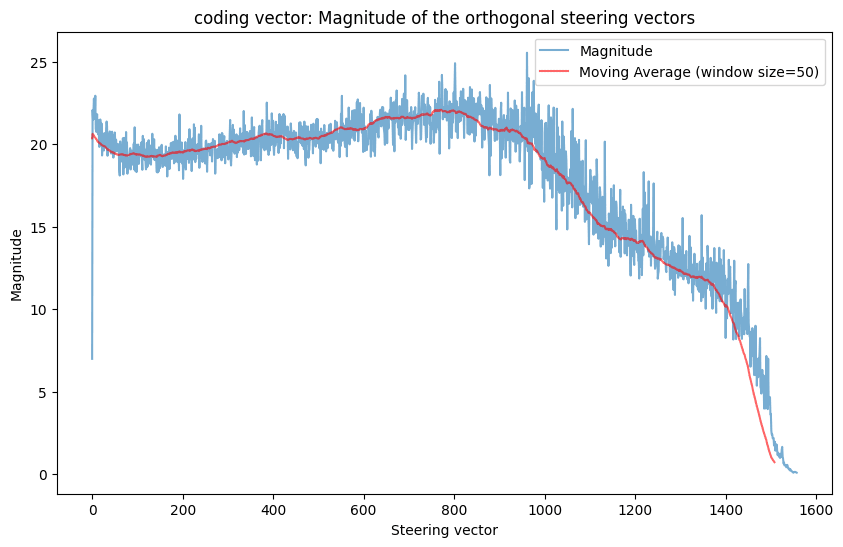 coding vector: Magnitude of the orthogonal steering vectors
Magnitude
Moving Average (window size=50)
25
20
15
10
5
0
Magnitude
0 200 400 600 800 1000 1200 1400 1600
Steering vector